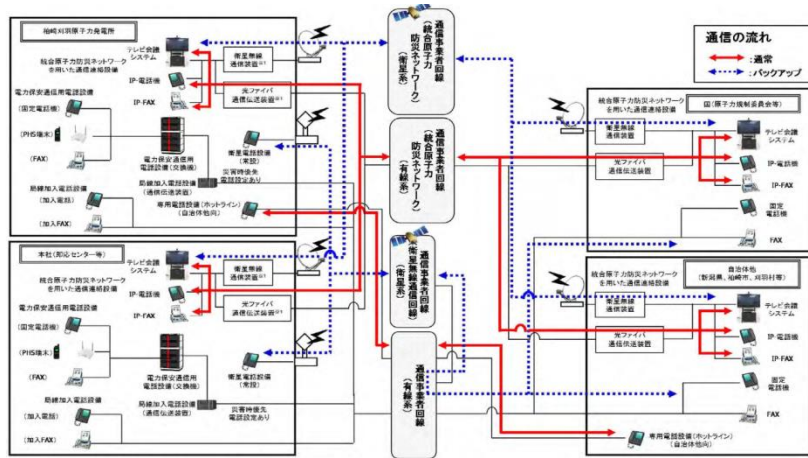 柏崎刈羽原子力発電所
統合原子力防災ネットワーク
を用いた通信連絡設備
テレビ会議
システム
IP-電話機
IP-FAX
衛星無線
通信装置※1
光ファイバ
通信伝送装置※1
電力保安通信用電話設備
(固定電話機)
(PHS端末)
(FAX)
電力保安通信用
電話設備(交換機)
衛星電話設備
(常設)
局線加入電話設備
(加入電話)
(加入FAX)
局線加入電話設備
(通信伝送装置)
災害時優先
電話設定あり
専用電話設備(ホットライン)
(自治体他向)
本社(即応センター等)
テレビ会議
システム
統合原子力防災ネットワーク
を用いた通信連絡設備
IP-電話機
IP-FAX
衛星無線
通信装置※1
光ファイバ
通信伝送装置※1
電力保安通信用電話設備
(固定電話機)
(PHS端末)
(FAX)
電力保安通信用
電話設備(交換機)
衛星電話設備
(常設)
局線加入電話設備
(加入電話)
(加入FAX)
局線加入電話設備
(通信伝送装置)
災害時優先
電話設定あり
通信事業者回線
(統合原子力
防災ネットワーク)
(衛星系)
通信事業者回線
(統合原子力
防災ネットワーク)
(有線系)
通信事業者回線
(衛星無線通信回線)
(衛星系)
通信事業者回線
(有線系)
通信の流れ
:通常
:バックアップ
国(原子力規制委員会等)
統合原子力防災ネットワーク
を用いた通信連絡設備
衛星無線
通信装置
光ファイバ
通信伝送装置
テレビ会議
システム
IP-電話機
IP-FAX
固定
電話機
FAX
自治体他
(新潟県、柏崎市、刈羽村等)
統合原子力防災ネットワーク
を用いた通信連絡設備
衛星無線
通信装置
光ファイバ
通信伝送装置
テレビ会議
システム
IP-電話機
IP-FAX
固定
電話機
FAX
専用電話設備(ホットライン)
(自治体他向)